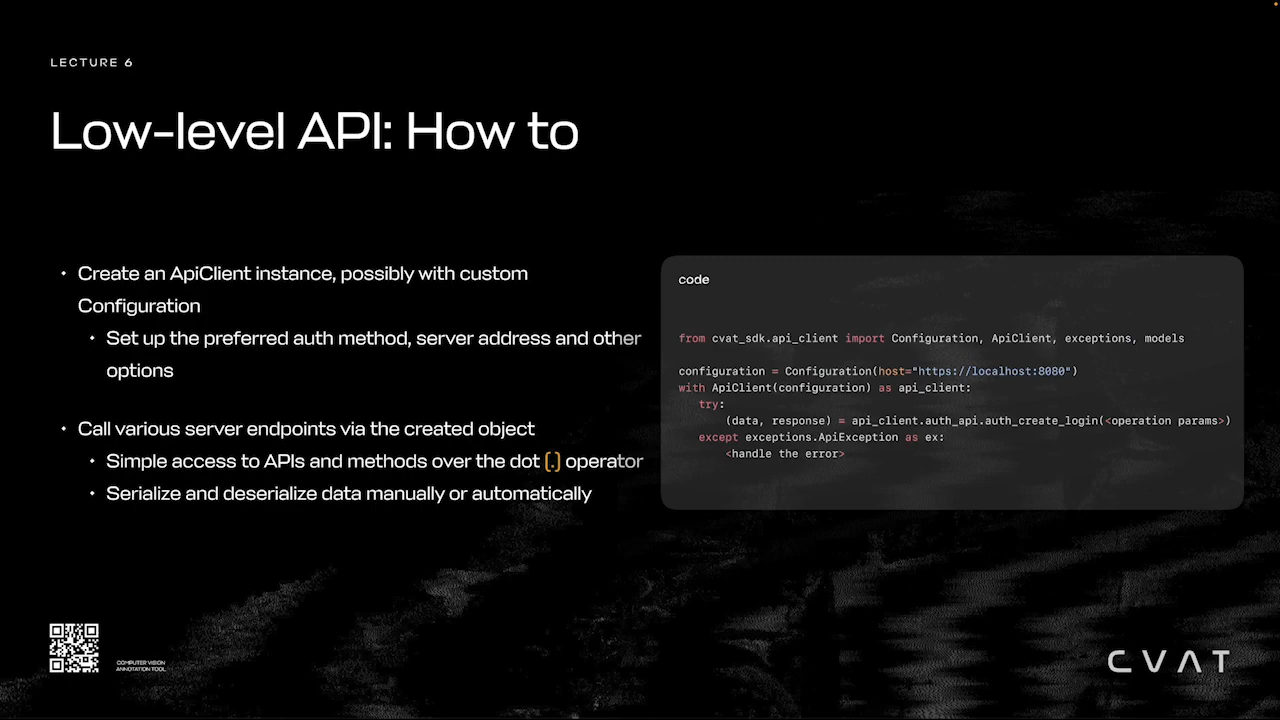 LECTURE 6
Low-level API: How to
• Create an ApiClient instance, possibly with custom
Configuration
• Set up the preferred auth method, server address and other
options
• Call various server endpoints via the created object
• Simple access to APIs and methods over the dot (.) operator
• Serialize and deserialize data manually or automatically
code
from cvat_sdk.api_client import Configuration, ApiClient, exceptions, models
configuration = Configuration(host="https://localhost:8080")
with ApiClient(configuration) as api_client:
try:
(data, response) = api_client.auth_api.auth_create_login(<operation params>)
except exceptions.ApiException as ex:
<handle the error>
COMPUTER VISION
ANNOTATION TOOL
CVAT